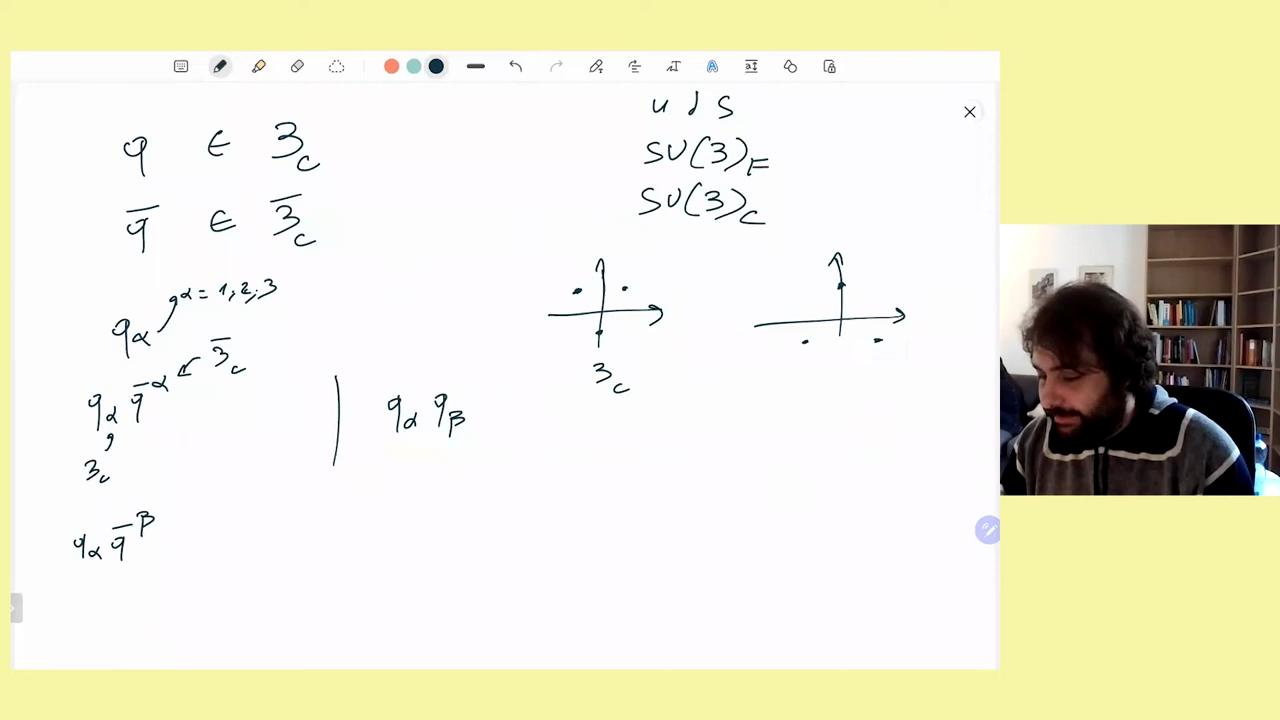 q ∈ 3_c
q̄ ∈ 3̄_c
α = 1, 2, 3
q_α
3̄_c
q_α q̄^α
3_c
q_α q̄^β
q_α q_β
u d s
SU(3)_F
SU(3)_C
3_c